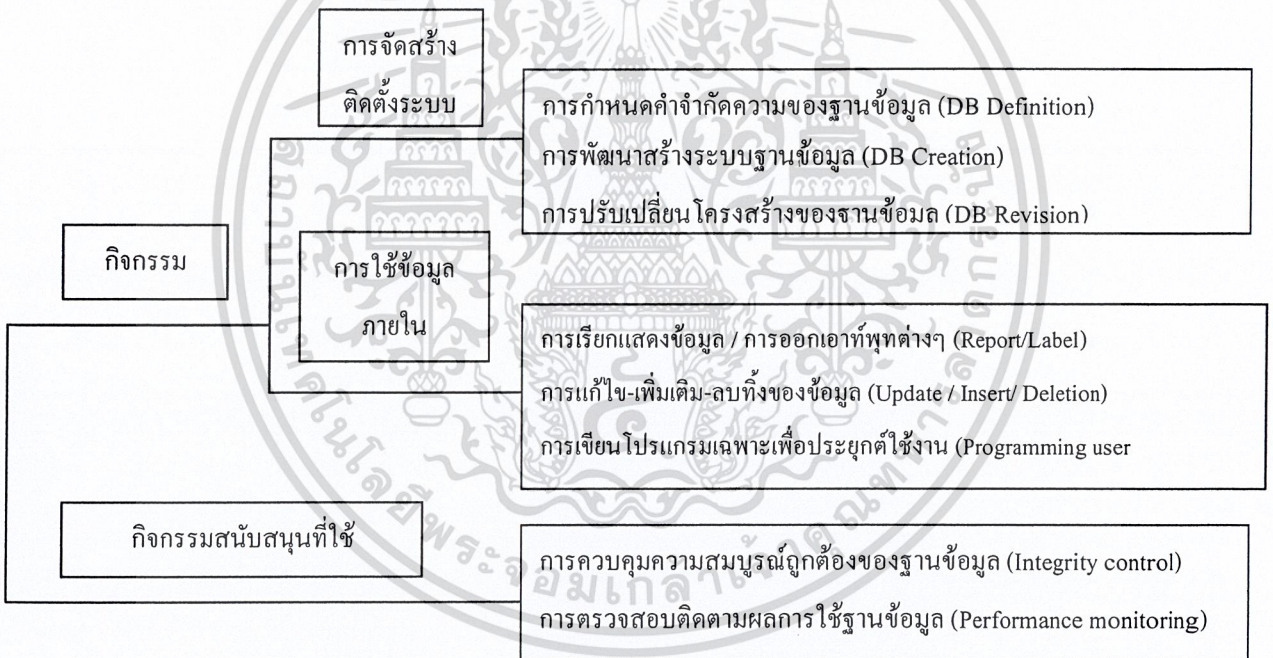 การจัดสร้าง
ติดตั้งระบบ
การกำหนดคำจำกัดความของฐานข้อมูล (DB Definition)
การพัฒนาสร้างระบบฐานข้อมูล (DB Creation)
การปรับเปลี่ยนโครงสร้างของฐานข้อมูล (DB Revision)
กิจกรรม
การใช้ข้อมูล
ภายใน
การเรียกแสดงข้อมูล / การออกเอาท์พุทต่างๆ (Report/Label)
การแก้ไข-เพิ่มเติม-ลบทิ้งของข้อมูล (Update / Insert/ Deletion)
การเขียนโปรแกรมเฉพาะเพื่อประยุกต์ใช้งาน (Programming user
กิจกรรมสนับสนุนที่ใช้
การควบคุมความสมบูรณ์ถูกต้องของฐานข้อมูล (Integrity control)
การตรวจสอบติดตามผลการใช้ฐานข้อมูล (Performance monitoring)